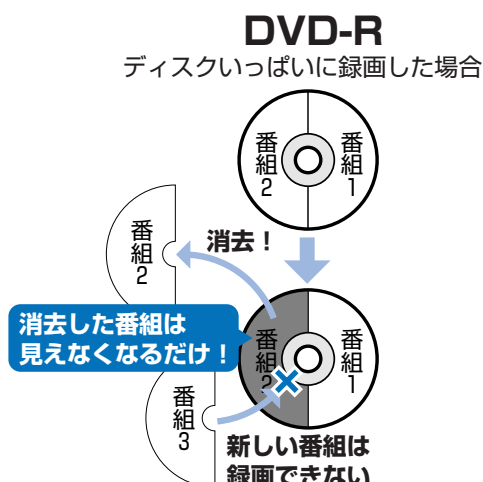 DVD-R
ディスクいっぱいに録画した場合
番組2
番組1
番組2
消去！
消去した番組は
見えなくなるだけ！
番組2
番組1
番組3
新しい番組は
録画できない